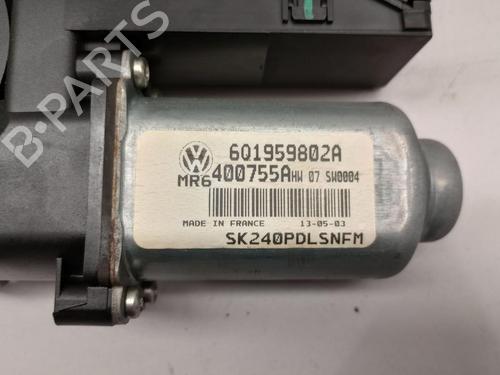 B-PARTS
6Q1959802A
MR6 400755A HW 07 SW0004
MADE IN FRANCE 13-05-03
SK240PDLSNFM